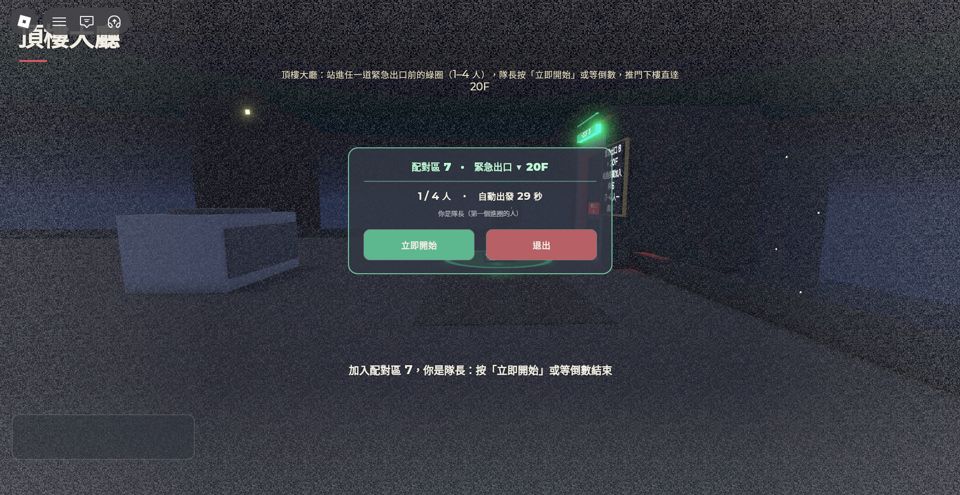 頂樓大廳
頂樓大廳:站進任一道緊急出口前的綠圈(1–4 人),隊長按「立即開始」或等倒數,推門下樓直達
20F
配對區 7 • 緊急出口 ▼ 20F
1 / 4 人 • 自動出發 29 秒
你是隊長(第一個進圈的人)
立即開始
退出
加入配對區 7,你是隊長:按「立即開始」或等倒數結束